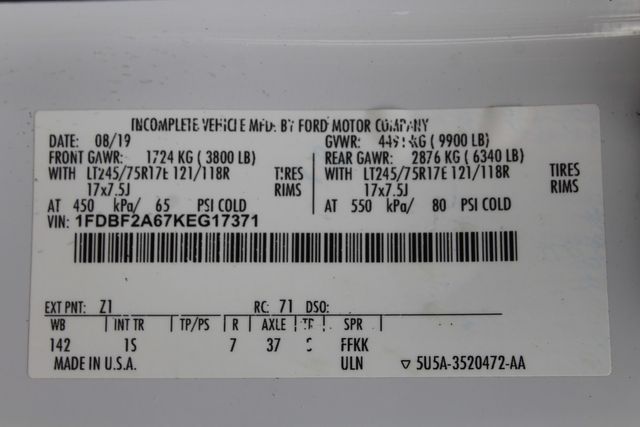 INCOMPLETE VEHICLE MFD. BY FORD MOTOR COMPANY
DATE: 08/19 GVWR: KG ( 9900 LB)
FRONT GAWR: 1724 KG ( 3800 LB) REAR GAWR: 2876 KG ( 6340 LB)
WITH LT245/75R17E 121/118R TIRES WITH LT245/75R17E 121/118R TIRES
17x7.5J RIMS 17x7.5J RIMS
AT 450 kPa/ 65 PSI COLD AT 550 kPa/ 80 PSI COLD
VIN: 1FDBF2A67KEG17371
EXT PNT: Z1 RC: 71 DSO:
WB INT TR TP/PS R AXLE TR SPR
142 1S 7 37 FFKK
MADE IN U.S.A. ULN ▽ 5U5A-3520472-AA